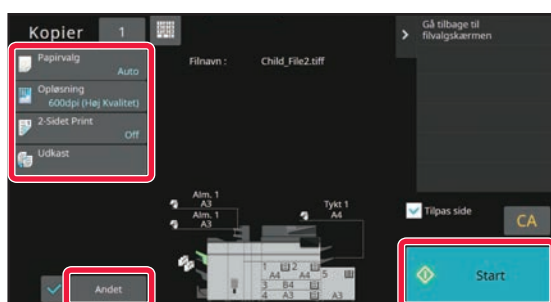 Kopier 1
Gå tilbage til
filvalgskærmen
Papirvalg
Auto
Filnavn : Child_File2.tiff
Opløsning
600dpi (Høj Kvalitet)
2-Sidet Print
Off
Udkast
Alm. 1
A3
Alm. 1
A3
Tykt 1
A4
Tilpas side
CA
1 2
A4 A4 5
3 B4
4 A3 A3
Andet
Start